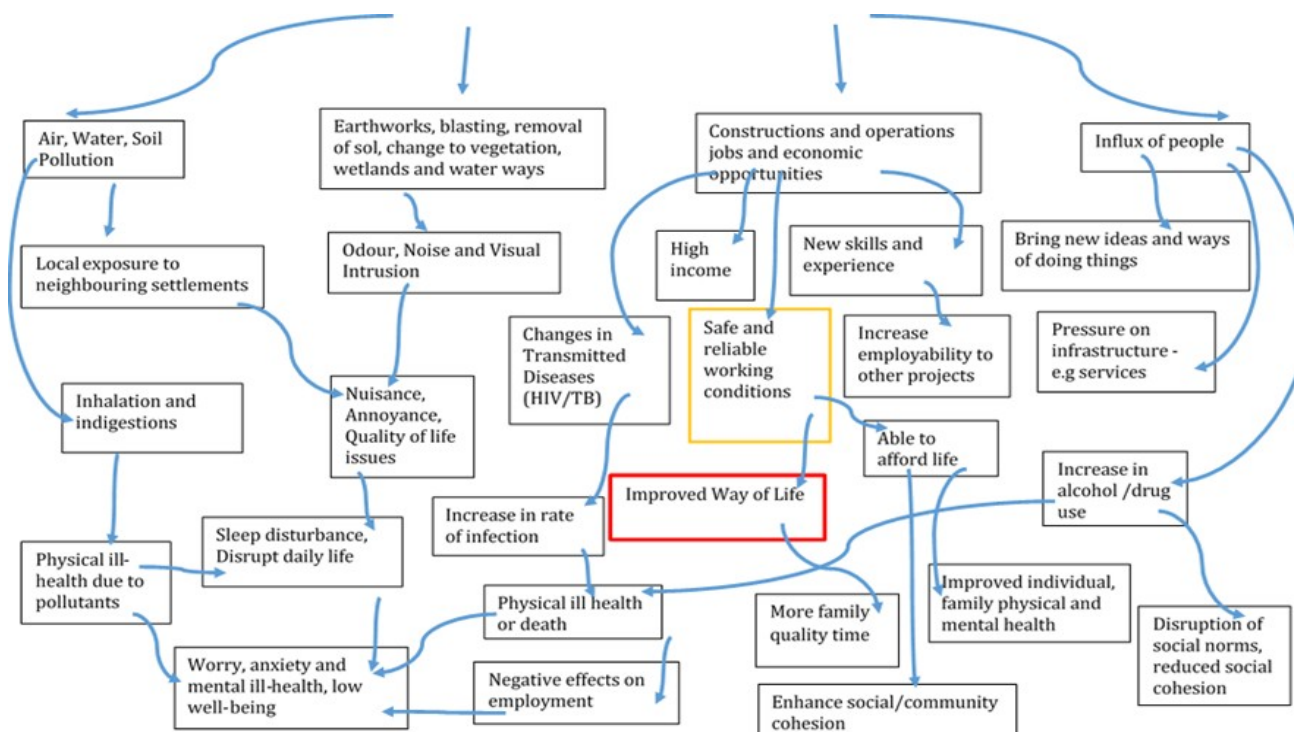 Air, Water, Soil
Pollution
Earthworks, blasting, removal
of sol, change to vegetation,
wetlands and water ways
Constructions and operations
jobs and economic
opportunities
Influx of people
Local exposure to
neighbouring settlements
Odour, Noise and Visual
Intrusion
High
income
New skills and
experience
Bring new ideas and ways
of doing things
Changes in
Transmitted
Diseases
(HIV/TB)
Safe and
reliable
working
conditions
Increase
employability to
other projects
Pressure on
infrastructure -
e.g services
Inhalation and
indigestions
Nuisance,
Annoyance,
Quality of life
issues
Able to
afford life
Improved Way of Life
Increase in
alcohol /drug
use
Increase in rate
of infection
Sleep disturbance,
Disrupt daily life
Physical ill-
health due to
pollutants
Physical ill health
or death
More family
quality time
Improved individual,
family physical and
mental health
Disruption of
social norms,
reduced social
cohesion
Worry, anxiety and
mental ill-health, low
well-being
Negative effects on
employment
Enhance social/community
cohesion